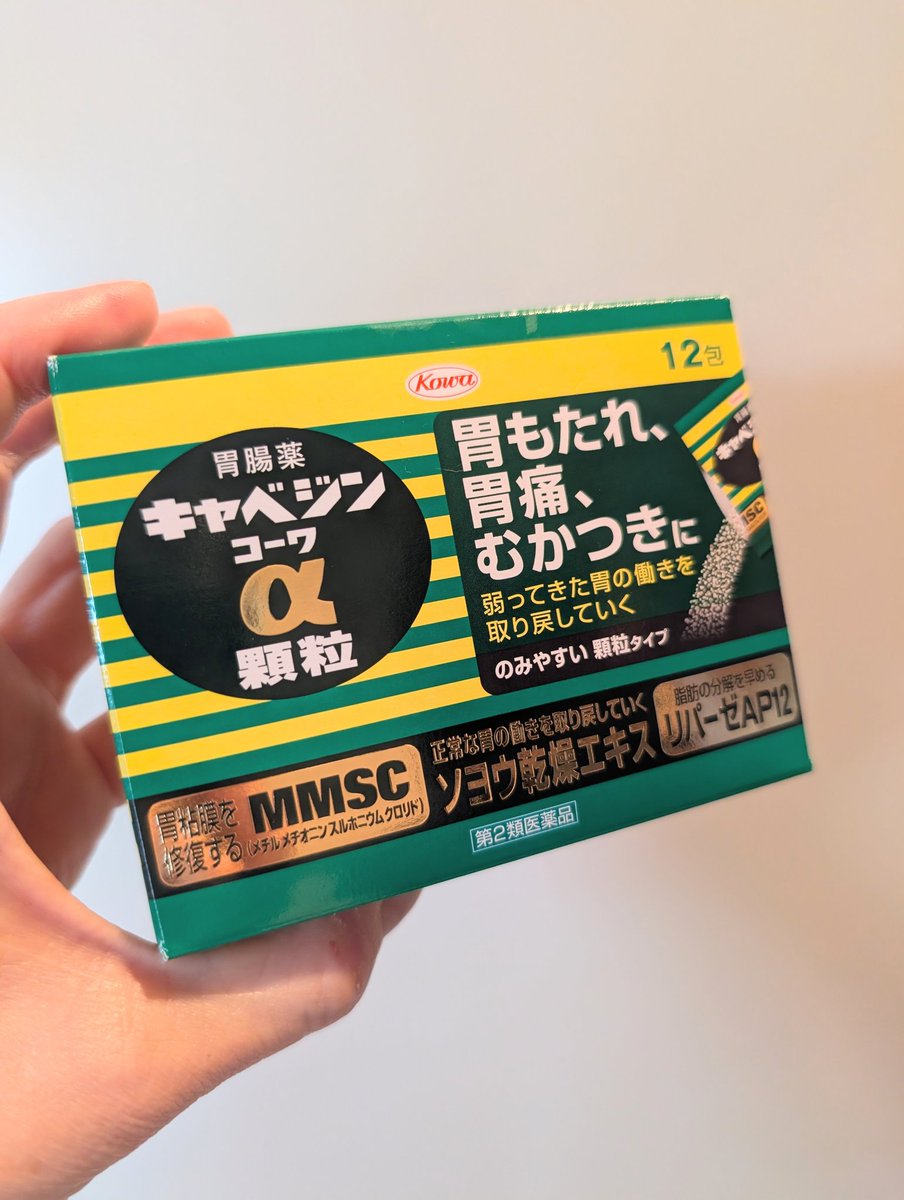 Kowa
12包
胃腸薬
キャベジン
コーワ
α
顆粒
胃もたれ、
胃痛、
むかつきに
弱ってきた胃の働きを
取り戻していく
のみやすい 顆粒タイプ
キャベジ
MSC
胃粘膜を
修復する
MMSC
(メチルメチオニンスルホニウムクロリド)
正常な胃の働きを取り戻していく
ソヨウ乾燥エキス
脂肪の分解を早める
リパーゼAP12
第2類医薬品